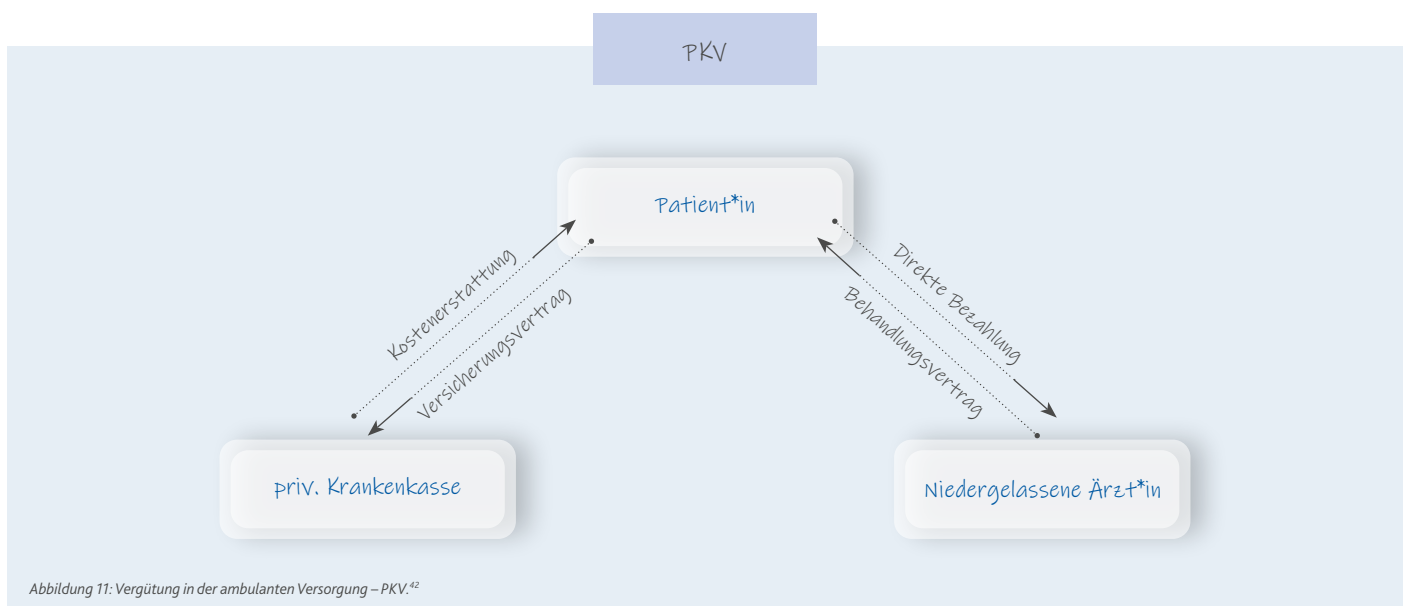 PKV
Patient*in
Kostenerstattung
Versicherungsvertrag
Direkte Bezahlung
Behandlungsvertrag
priv. Krankenkasse
Niedergelassene Ärzt*in
Abbildung 11: Vergütung in der ambulanten Versorgung – PKV.⁴²